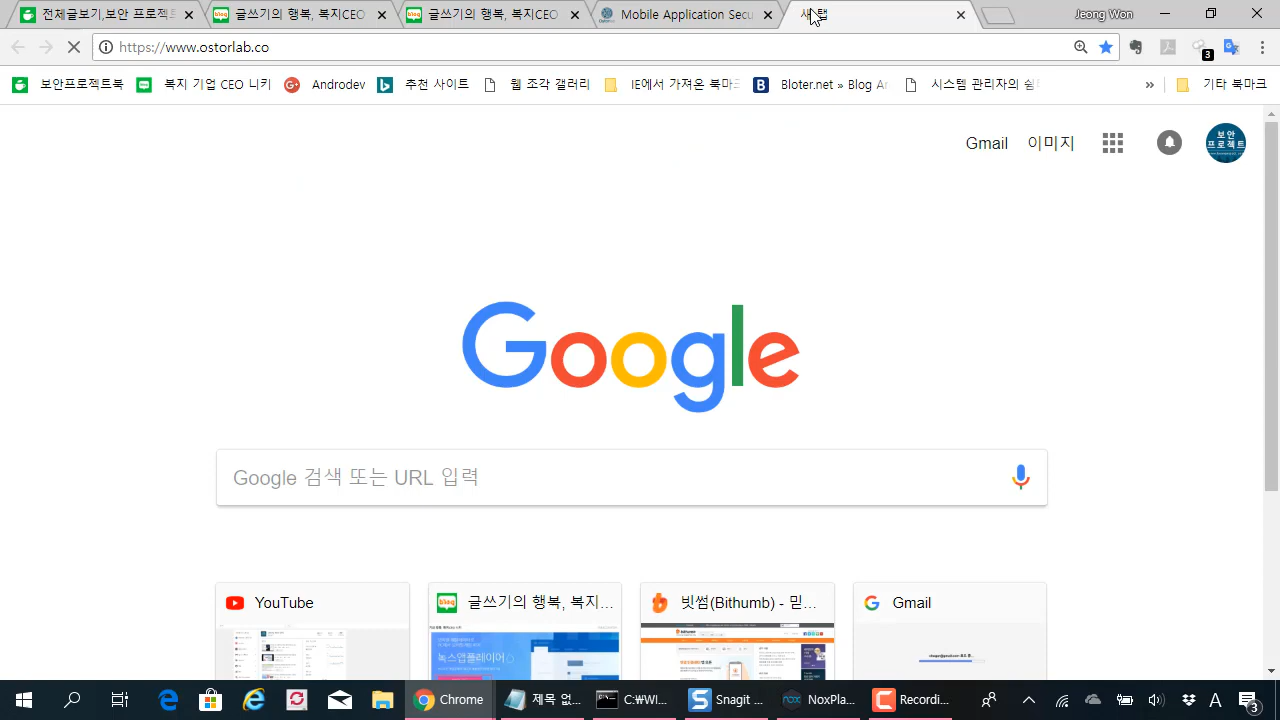 전체글보기,보안 프로젝트
글쓰기의 행복, 복지CEO
글쓰기의 행복, 복지CEO
Mobile Application Secu
새 탭
Jeong Won
https://www.ostorlab.co
3
보안프로젝트북
복지 기업 CEO 니키
Androdev
추천 사이트
웹 조각 갤러리
IE에서 가져온 북마크
Bloter.net » Blog Ar
시스템 관리자의 쉼
»
기타 북마크
Gmail
이미지
보안
프로젝트
Google
Google 검색 또는 URL 입력
YouTube
글쓰기의 행복, 복지...
빗썸(Bithumb) - 믿...
Gmail
녹스앱플레이어
Chrome
제목 없...
C:₩WI...
Snagit ...
NoxPla...
Recordi...
A
3